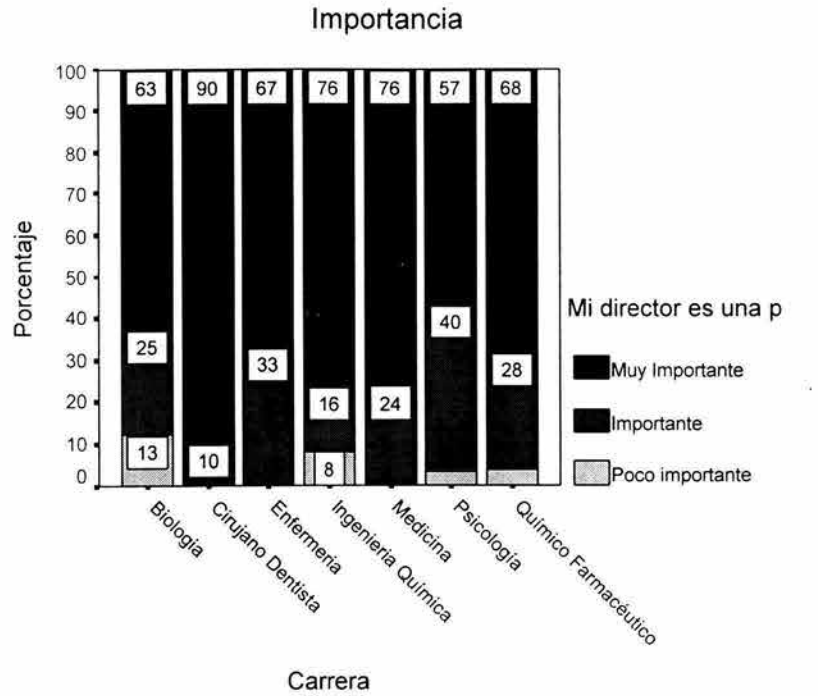 Importancia
Porcentaje
100
90
80
70
60
50
40
30
20
10
0
63
90
67
76
76
57
68
25
33
40
28
16
24
13
10
8
Mi director es una p
Muy Importante
Importante
Poco importante
Biologia
Cirujano Dentista
Enfermeria
Ingenieria Química
Medicina
Psicología
Químico Farmacéutico
Carrera